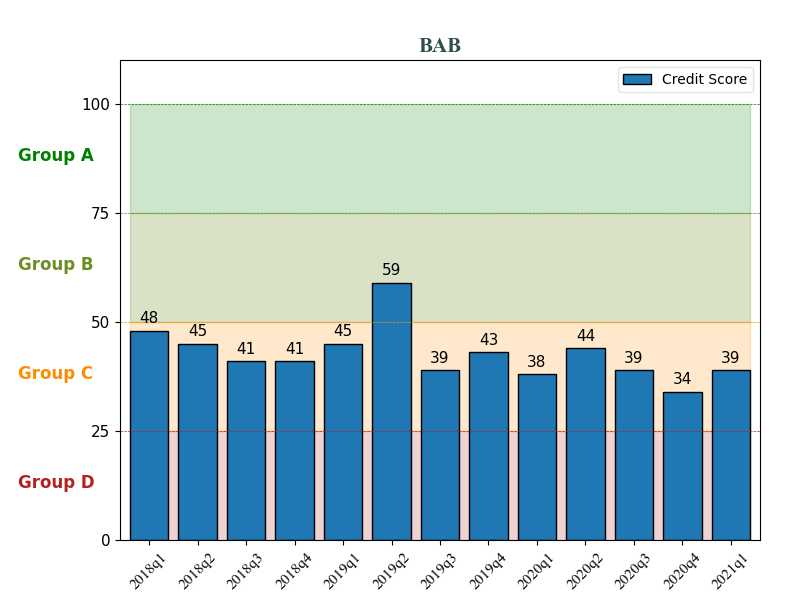 BAB
Credit Score
100
Group A
75
Group B
59
50
48
45
41
41
45
39
43
38
44
39
34
39
Group C
25
Group D
0
2018q1
2018q2
2018q3
2018q4
2019q1
2019q2
2019q3
2019q4
2020q1
2020q2
2020q3
2020q4
2021q1